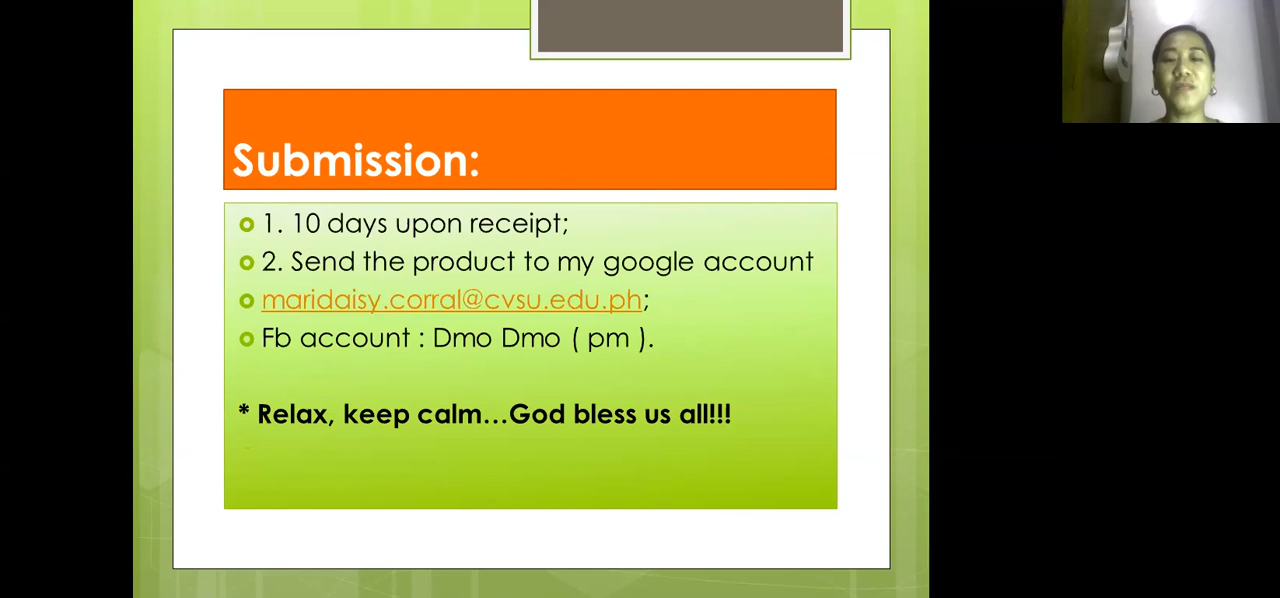 Submission:
1. 10 days upon receipt;
2. Send the product to my google account
maridaisy.corral@cvsu.edu.ph;
Fb account : Dmo Dmo ( pm ).
* Relax, keep calm...God bless us all!!!